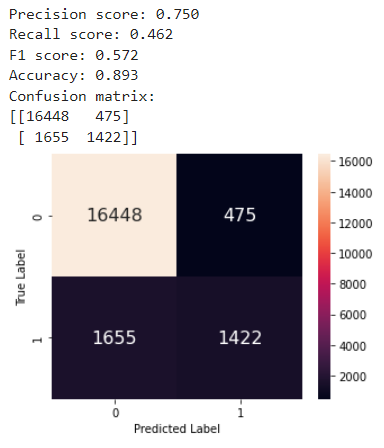 Precision score: 0.750
Recall score: 0.462
F1 score: 0.572
Accuracy: 0.893
Confusion matrix:
[[16448   475]
 [ 1655  1422]]
16448 475
1655 1422
0
1
True Label
0 1
Predicted Label
16000
14000
12000
10000
8000
6000
4000
2000